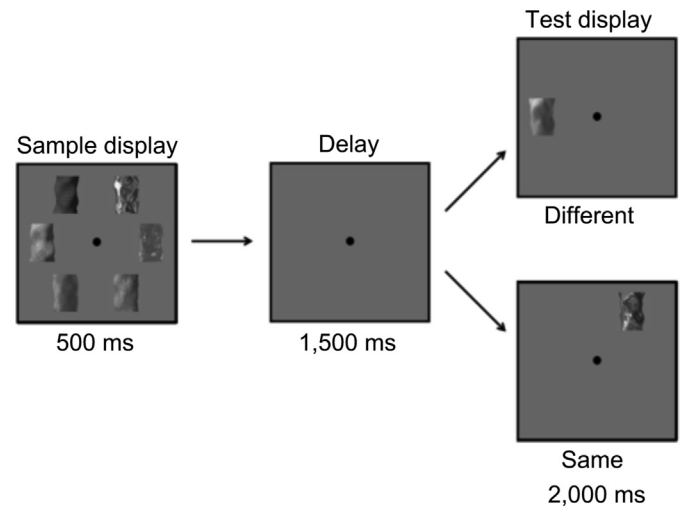 Sample display
500 ms
Delay
1,500 ms
Test display
Different
Same
2,000 ms